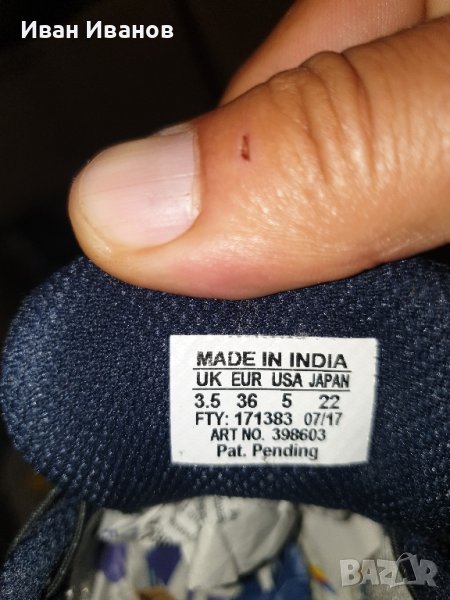 Иван Иванов
MADE IN INDIA
UK EUR USA JAPAN
3.5 36 5 22
FTY: 171383 07/17
ART NO. 398603
Pat. Pending
BAZAR